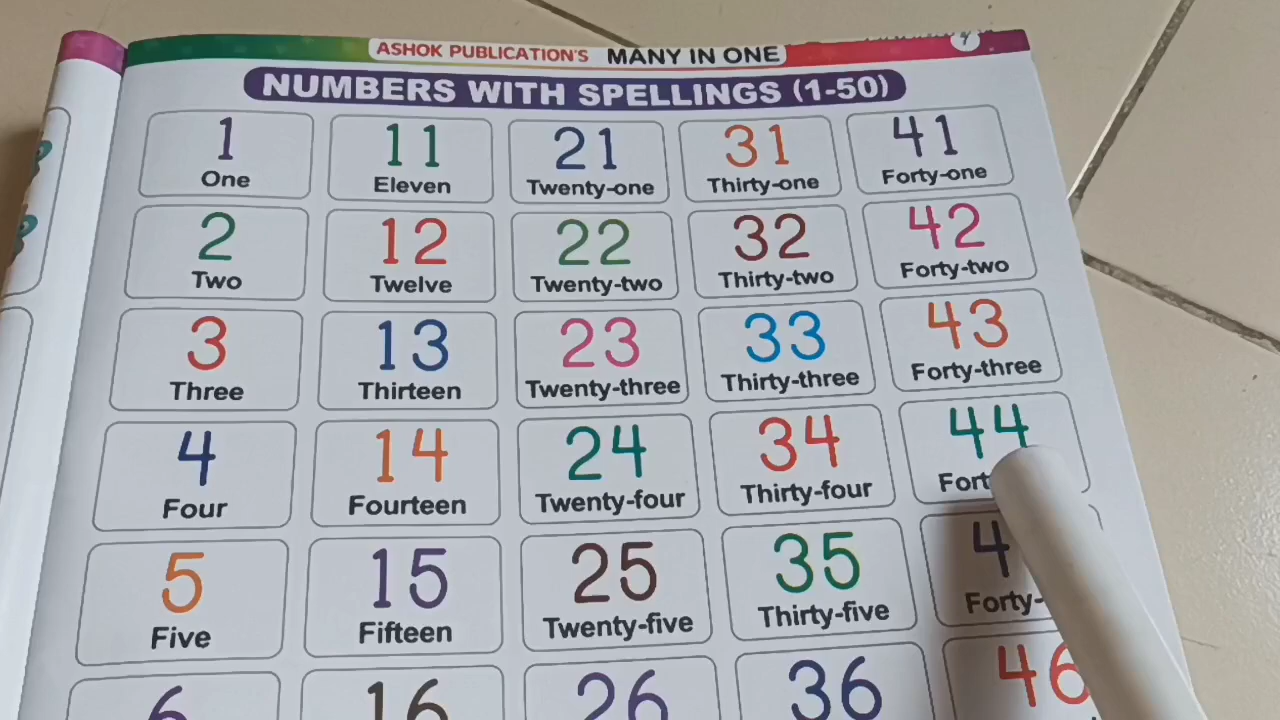 ASHOK PUBLICATION'S MANY IN ONE
NUMBERS WITH SPELLINGS (1-50)
1 11 21 31 41
One Eleven Twenty-one Thirty-one Forty-one
2 12 22 32 42
Two Twelve Twenty-two Thirty-two Forty-two
3 13 23 33 43
Three Thirteen Twenty-three Thirty-three Forty-three
4 14 24 34 44
Four Fourteen Twenty-four Thirty-four
5 15 25 35
Five Fifteen Twenty-five Thirty-five
6 16 26 36 46